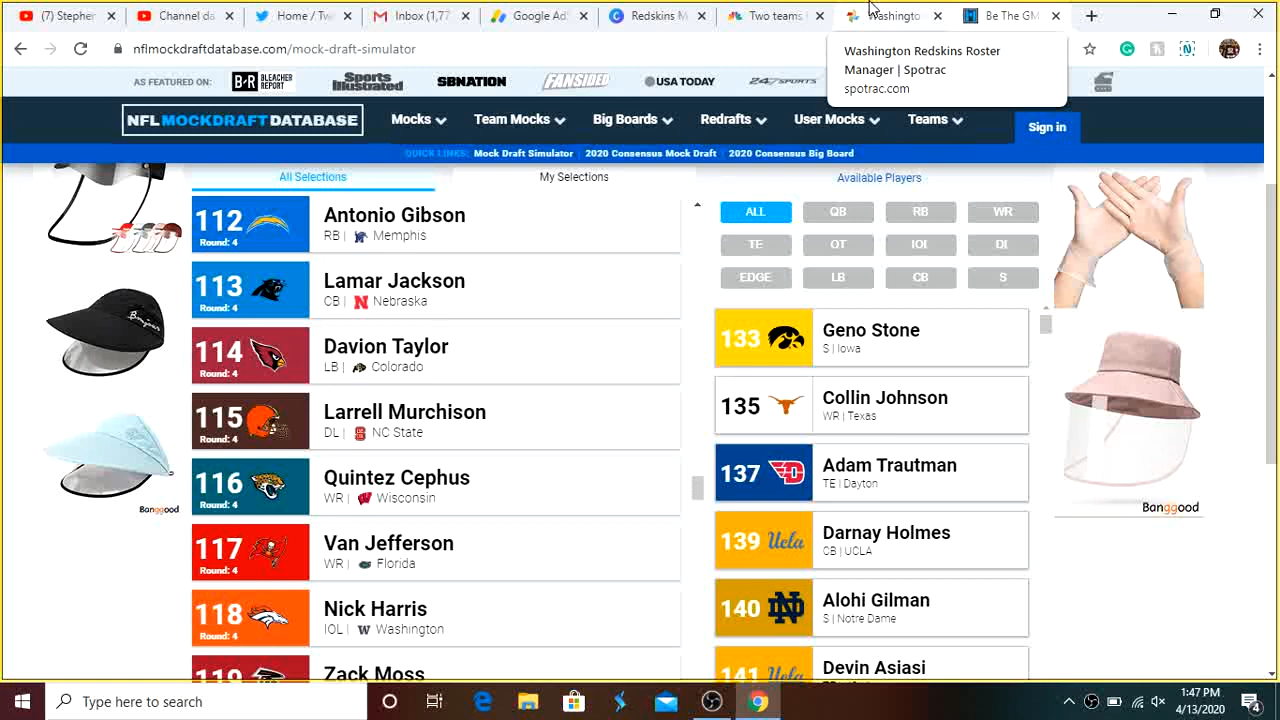 (7) Stepher
Channel da
Home / Tw
Inbox (1,77
Google Ad
Redskins M
Two teams
Washingto
Be The GM
nflmockdraftdatabase.com/mock-draft-simulator
Washington Redskins Roster
Manager | Spotrac
spotrac.com
AS FEATURED ON:
B/R BLEACHER REPORT
Sports Illustrated
SBNATION
FANSIDED
USA TODAY
247SPORTS
NFLMOCKDRAFTDATABASE
Mocks
Team Mocks
Big Boards
Redrafts
User Mocks
Teams
Sign in
QUICK LINKS: Mock Draft Simulator 2020 Consensus Mock Draft 2020 Consensus Big Board
All Selections
My Selections
Available Players
112
Round: 4
Antonio Gibson
RB | Memphis
113
Round: 4
Lamar Jackson
CB | Nebraska
114
Round: 4
Davion Taylor
LB | Colorado
115
Round: 4
Larrell Murchison
DL | NC State
116
Round: 4
Quintez Cephus
WR | Wisconsin
117
Round: 4
Van Jefferson
WR | Florida
118
Round: 4
Nick Harris
IOL | Washington
119
Zack Moss
ALL
QB
RB
WR
TE
OT
IOI
DI
EDGE
LB
CB
S
133
Geno Stone
S | Iowa
135
Collin Johnson
WR | Texas
137
Adam Trautman
TE | Dayton
139
Ucla
Darnay Holmes
CB | UCLA
140
Alohi Gilman
S | Notre Dame
141
Ucla
Devin Asiasi
Bonjour
Banggood
Banggood
Type here to search
1:47 PM
4/13/2020
4